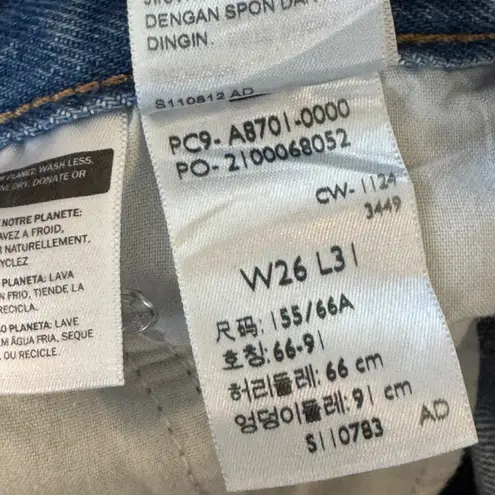 DENGAN SPON DAN
DINGIN.
S110812 AD
PLANET: WASH LESS,
DRY, DONATE OR
NOTRE PLANETE:
AVEZ A FROID,
NATURELLEMENT,
CYCLEZ
PLANETA: LAVA
N FRIO, TIENDE LA
RECICLA.
O PLANETA: LAVE
M ÁGUA FRIA, SEQUE
OU RECICLE.
PC9- A8701-0000
PO- 2100068052
CW- 1124
3449
W26 L31
尺码: 155/66A
호칭: 66-91
허리둘레: 66 cm
엉덩이둘레: 91 cm
S110783 AD